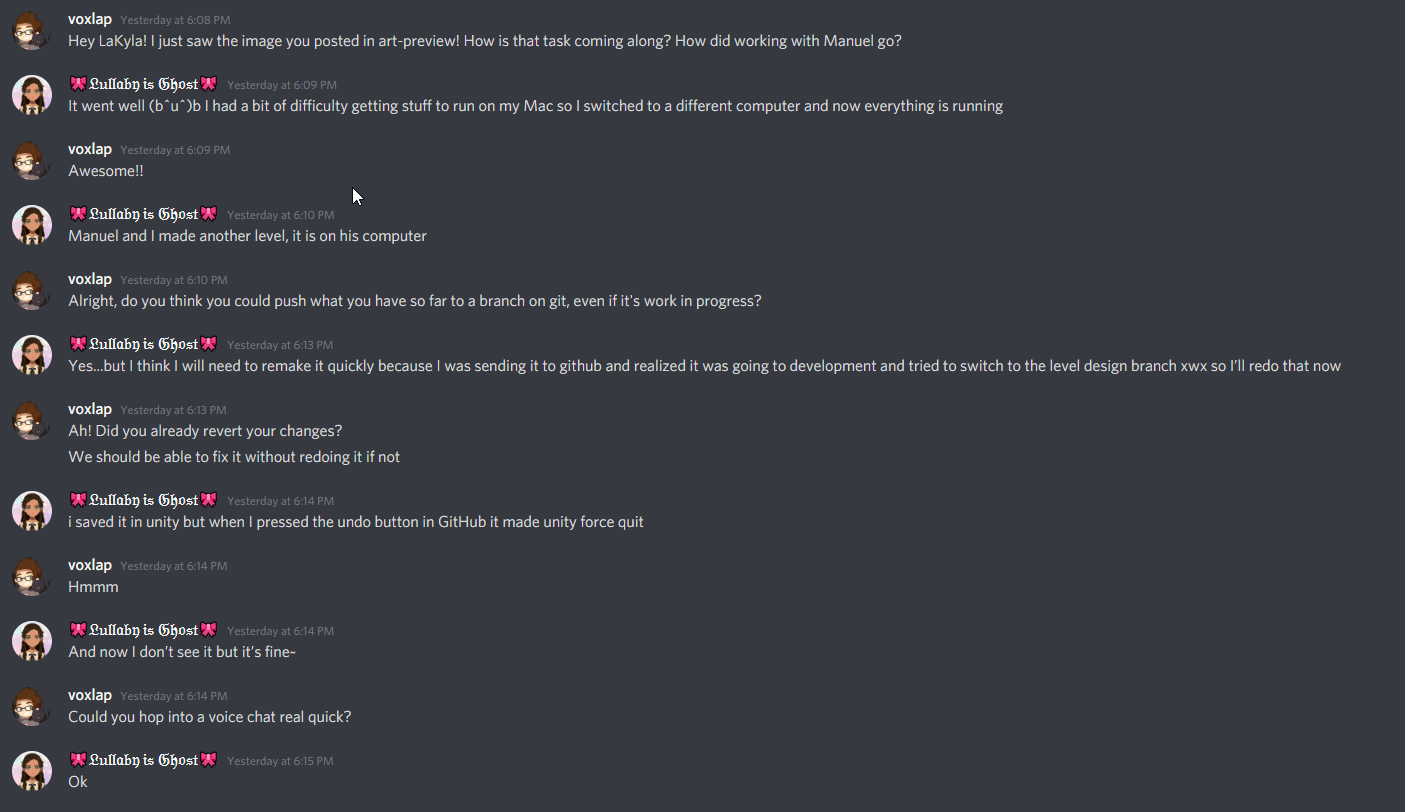 voxlap Yesterday at 6:08 PM
Hey LaKyla! I just saw the image you posted in art-preview! How is that task coming along? How did working with Manuel go?
🎀𝕷𝖚𝖑𝖑𝖆𝖇𝖞 𝖎𝖘 𝕲𝖍𝖔𝖘𝖙🎀 Yesterday at 6:09 PM
It went well (b^u^)b I had a bit of difficulty getting stuff to run on my Mac so I switched to a different computer and now everything is running
voxlap Yesterday at 6:09 PM
Awesome!!
🎀𝕷𝖚𝖑𝖑𝖆𝖇𝖞 𝖎𝖘 𝕲𝖍𝖔𝖘𝖙🎀 Yesterday at 6:10 PM
Manuel and I made another level, it is on his computer
voxlap Yesterday at 6:10 PM
Alright, do you think you could push what you have so far to a branch on git, even if it's work in progress?
🎀𝕷𝖚𝖑𝖑𝖆𝖇𝖞 𝖎𝖘 𝕲𝖍𝖔𝖘𝖙🎀 Yesterday at 6:13 PM
Yes...but I think I will need to remake it quickly because I was sending it to github and realized it was going to development and tried to switch to the level design branch xwx so I’ll redo that now
voxlap Yesterday at 6:13 PM
Ah! Did you already revert your changes?
We should be able to fix it without redoing it if not
🎀𝕷𝖚𝖑𝖑𝖆𝖇𝖞 𝖎𝖘 𝕲𝖍𝖔𝖘𝖙🎀 Yesterday at 6:14 PM
i saved it in unity but when I pressed the undo button in GitHub it made unity force quit
voxlap Yesterday at 6:14 PM
Hmmm
🎀𝕷𝖚𝖑𝖑𝖆𝖇𝖞 𝖎𝖘 𝕲𝖍𝖔𝖘𝖙🎀 Yesterday at 6:14 PM
And now I don’t see it but it’s fine~
voxlap Yesterday at 6:14 PM
Could you hop into a voice chat real quick?
🎀𝕷𝖚𝖑𝖑𝖆𝖇𝖞 𝖎𝖘 𝕲𝖍𝖔𝖘𝖙🎀 Yesterday at 6:15 PM
Ok